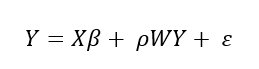 Y = Xβ + ρWY + ε